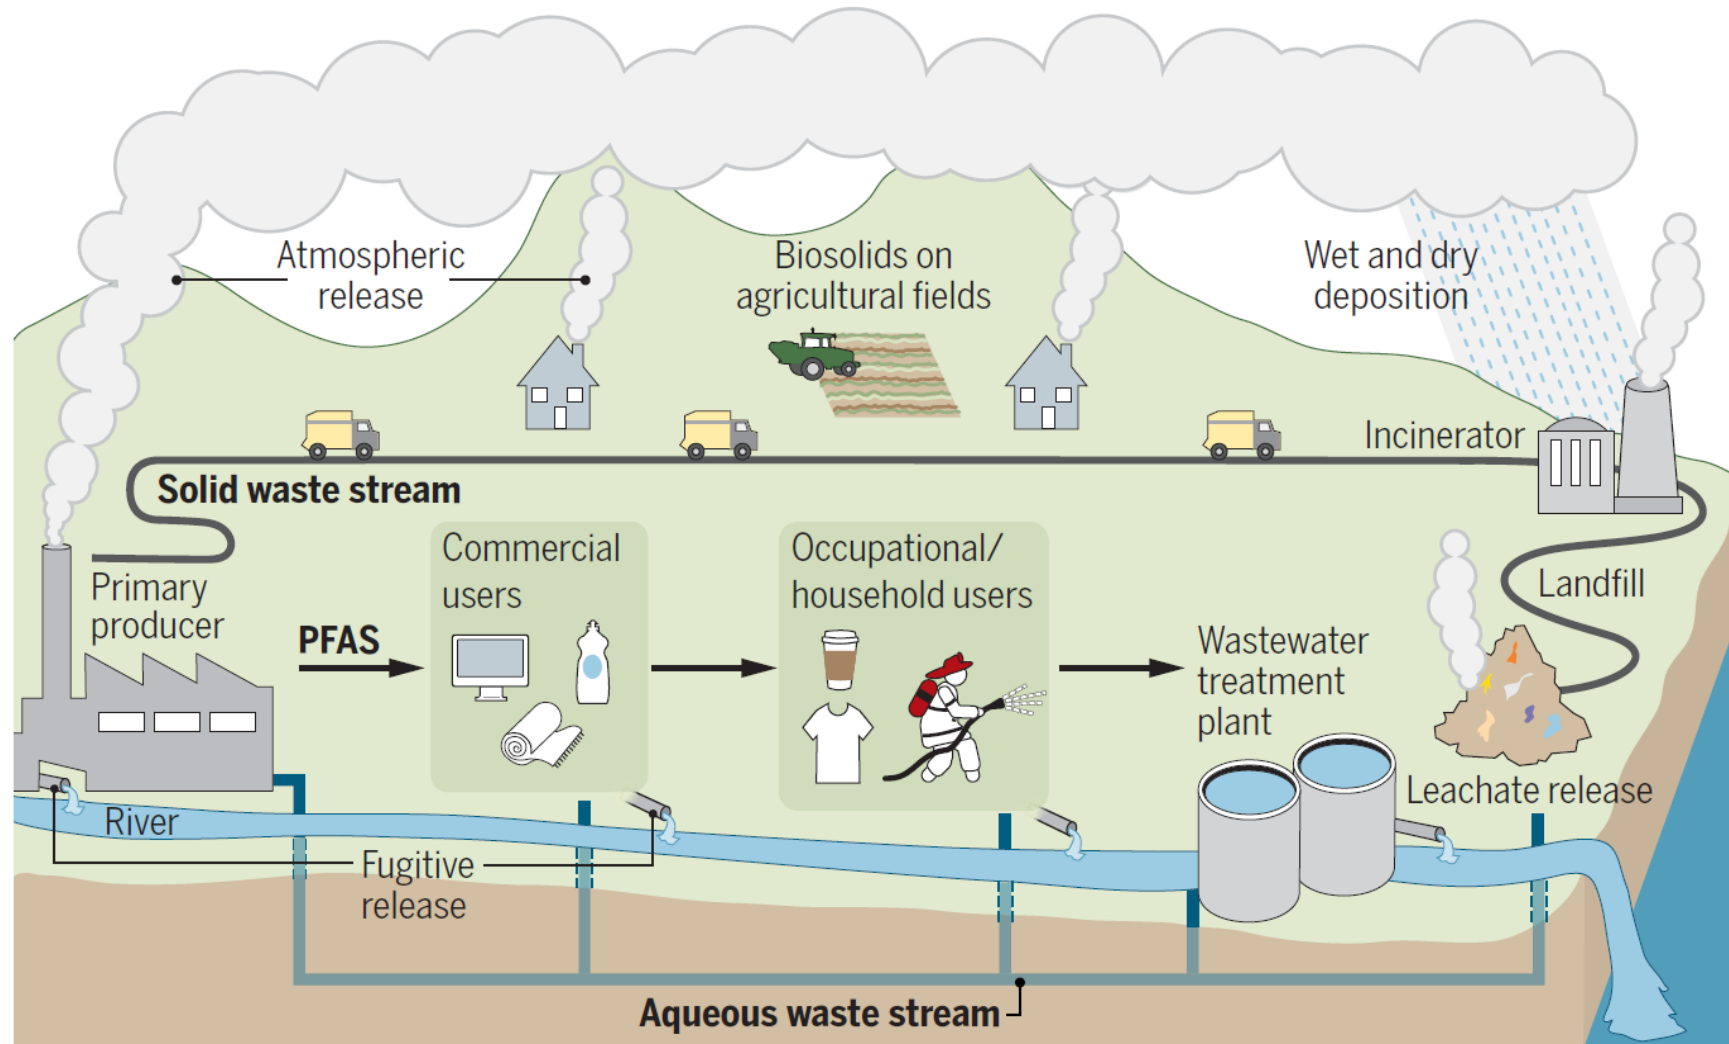 Atmospheric
release
Biosolids on
agricultural fields
Wet and dry
deposition
Incinerator
Solid waste stream
Primary
producer
PFAS
Commercial
users
Occupational/
household users
Wastewater
treatment
plant
Landfill
Leachate release
River
Fugitive
release
Aqueous waste stream